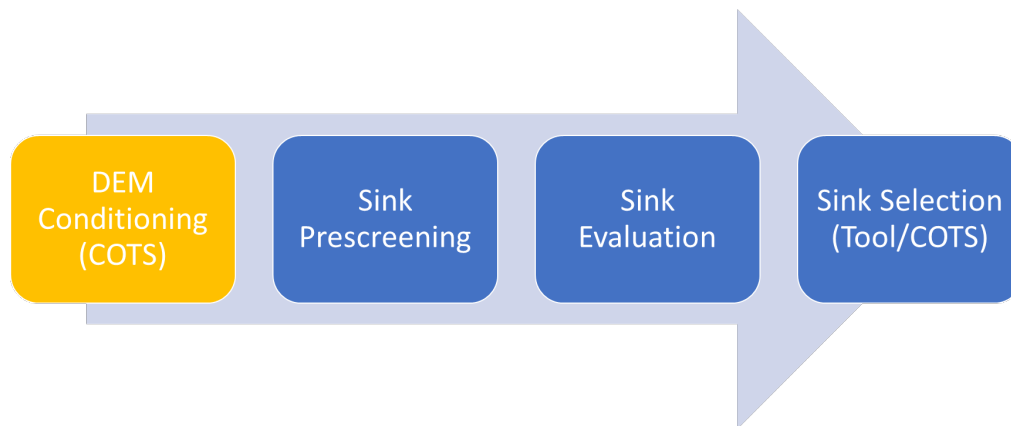 DEM
Conditioning
(COTS)
Sink
Prescreening
Sink
Evaluation
Sink Selection
(Tool/COTS)